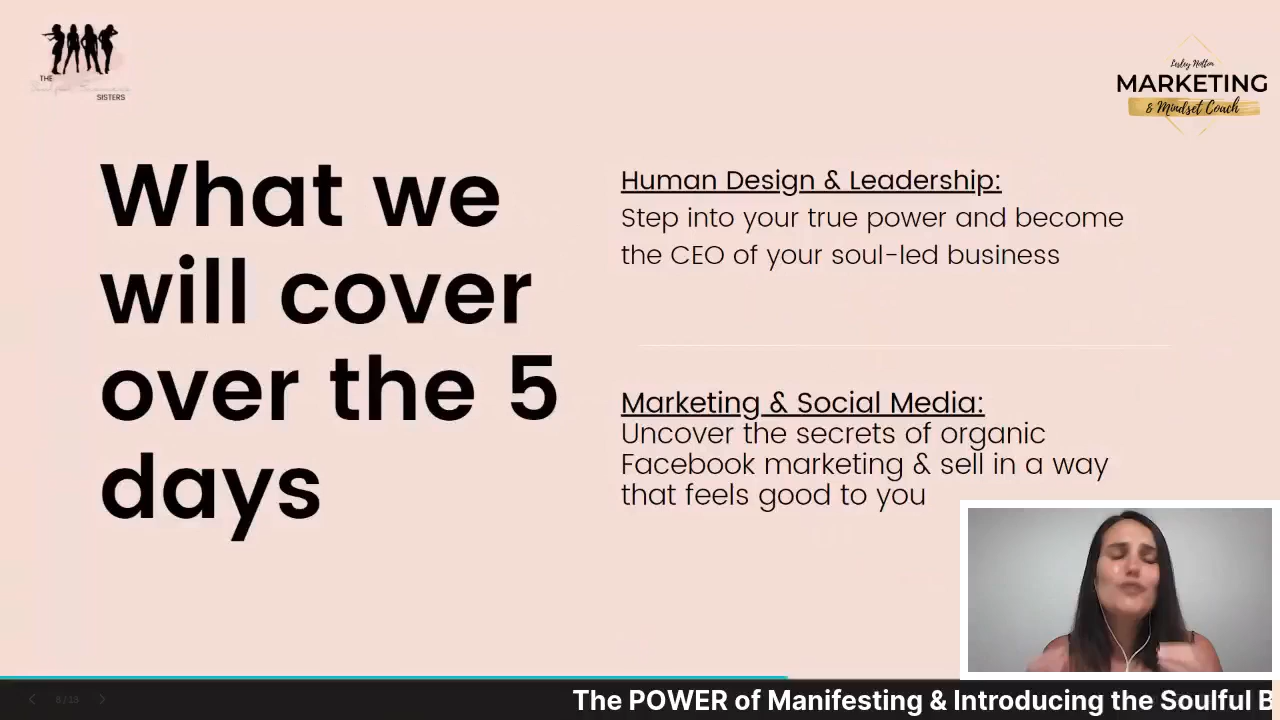 THE
SISTERS
Lesley Hutton
MARKETING
& Mindset Coach
What we
will cover
over the 5
days
Human Design & Leadership:
Step into your true power and become
the CEO of your soul-led business
Marketing & Social Media:
Uncover the secrets of organic
Facebook marketing & sell in a way
that feels good to you
The POWER of Manifesting & Introducing the Soulful B